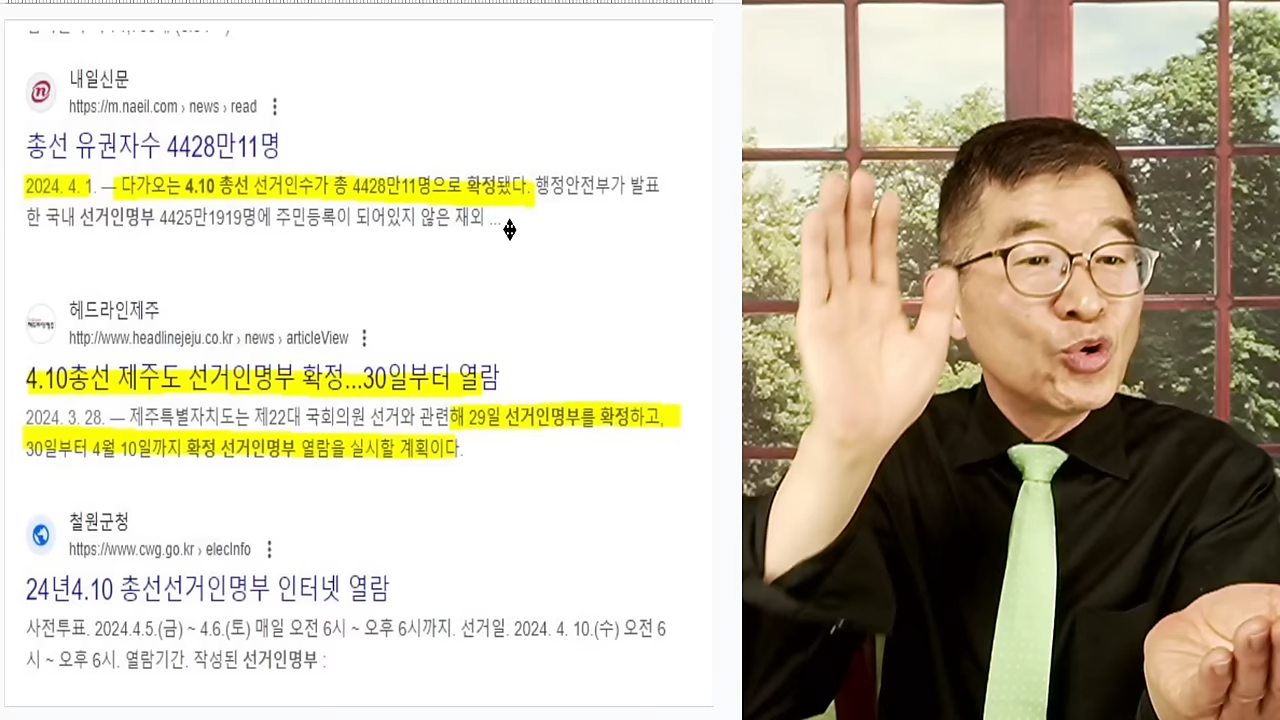 내일신문
https://m.naeil.com › news › read
총선 유권자수 4428만11명
2024. 4. 1. — 다가오는 4.10 총선 선거인수가 총 4428만11명으로 확정됐다. 행정안전부가 발표
한 국내 선거인명부 4425만1919명에 주민등록이 되어있지 않은 재외 ...
헤드라인제주
http://www.headlinejeju.co.kr › news › articleView
4.10총선 제주도 선거인명부 확정...30일부터 열람
2024. 3. 28. — 제주특별자치도는 제22대 국회의원 선거와 관련해 29일 선거인명부를 확정하고,
30일부터 4월 10일까지 확정 선거인명부 열람을 실시할 계획이다.
철원군청
https://www.cwg.go.kr › elecInfo
24년4.10 총선선거인명부 인터넷 열람
사전투표. 2024.4.5.(금) ~ 4.6.(토) 매일 오전 6시 ~ 오후 6시까지. 선거일. 2024. 4. 10.(수) 오전 6
시 ~ 오후 6시. 열람기간. 작성된 선거인명부 :